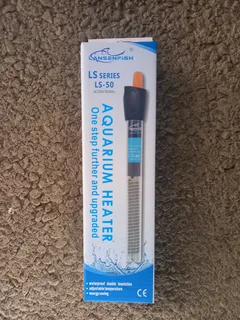 LANSENFISH
LS SERIES
LS-50
AQUARIUM HEATER
One step further and upgraded
waterproof double insulation
adjustable temperature
energy saving
CE